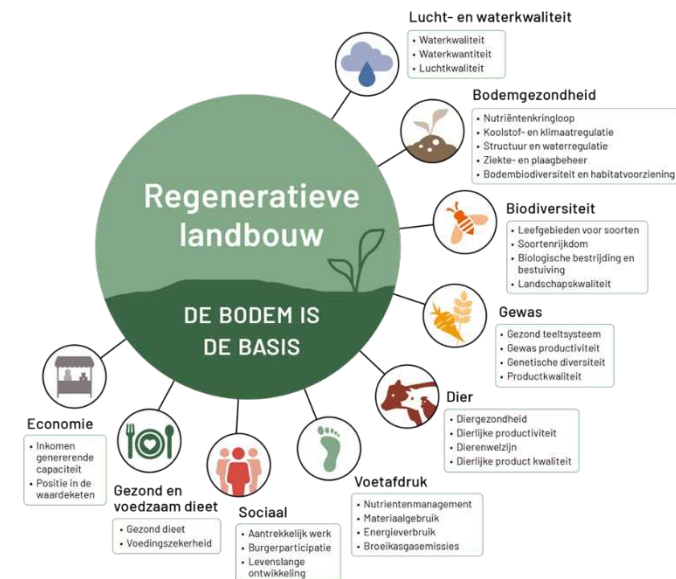 Lucht- en waterkwaliteit
• Waterkwaliteit
• Waterkwantiteit
• Luchtkwaliteit
Bodemgezondheid
• Nutriëntenkringloop
• Koolstof- en klimaatregulatie
• Structuur en waterregulatie
• Ziekte- en plaagbeheer
• Bodembiodiversiteit en habitatvoorziening
Regeneratieve
landbouw
DE BODEM IS
DE BASIS
Biodiversiteit
• Leefgebieden voor soorten
• Soortenrijkdom
• Biologische bestrijding en
bestuiving
• Landschapskwaliteit
Gewas
• Gezond teeltsysteem
• Gewas productiviteit
• Genetische diversiteit
• Productkwaliteit
Dier
• Diergezondheid
• Dierlijke productiviteit
• Dierenwelzijn
• Dierlijke product kwaliteit
Voetafdruk
• Nutrientenmanagement
• Materiaalgebruik
• Energieverbruik
• Broeikasgasemissies
Sociaal
• Aantrekkelijk werk
• Burgerparticipatie
• Levenslange
ontwikkeling
Gezond en
voedzaam dieet
• Gezond dieet
• Voedingszekerheid
Economie
• Inkomen
genererende
capaciteit
• Positie in de
waardeketen